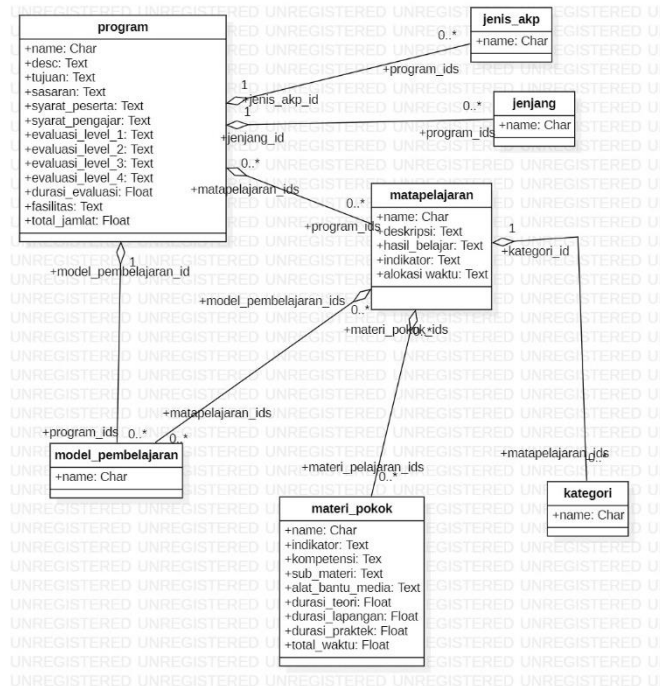 program
+name: Char
+desc: Text
+tujuan: Text
+sasaran: Text
+syarat_peserta: Text
+syarat_pengajar: Text
+evaluasi_level_1: Text
+evaluasi_level_2: Text
+evaluasi_level_3: Text
+evaluasi_level_4: Text
+durasi_evaluasi: Float
+fasilitas: Text
+total_jamlat: Float
jenis_akp
+name: Char
0..*
+program_ids
1
+jenis_akp_id
jenjang
+name: Char
0..*
+program_ids
1
+jenjang_id
0..*
+matapelajaran_ids
0..*
+program_ids
matapelajaran
+name: Char
+deskripsi: Text
+hasil_belajar: Text
+indikator: Text
+alokasi waktu: Text
1
+kategori_id
1
+model_pembelajaran_id
+model_pembelajaran_ids
0..*
+materi_pokok_ids
0..*
+matapelajaran_ids
0..*
+program_ids
0..*
model_pembelajaran
+name: Char
+materi_pelajaran_ids
0..*
+matapelajaran_ids
0..*
kategori
+name: Char
materi_pokok
+name: Char
+indikator: Text
+kompetensi: Tex
+sub_materi: Text
+alat_bantu_media: Text
+durasi_teori: Float
+durasi_lapangan: Float
+durasi_praktek: Float
+total_waktu: Float